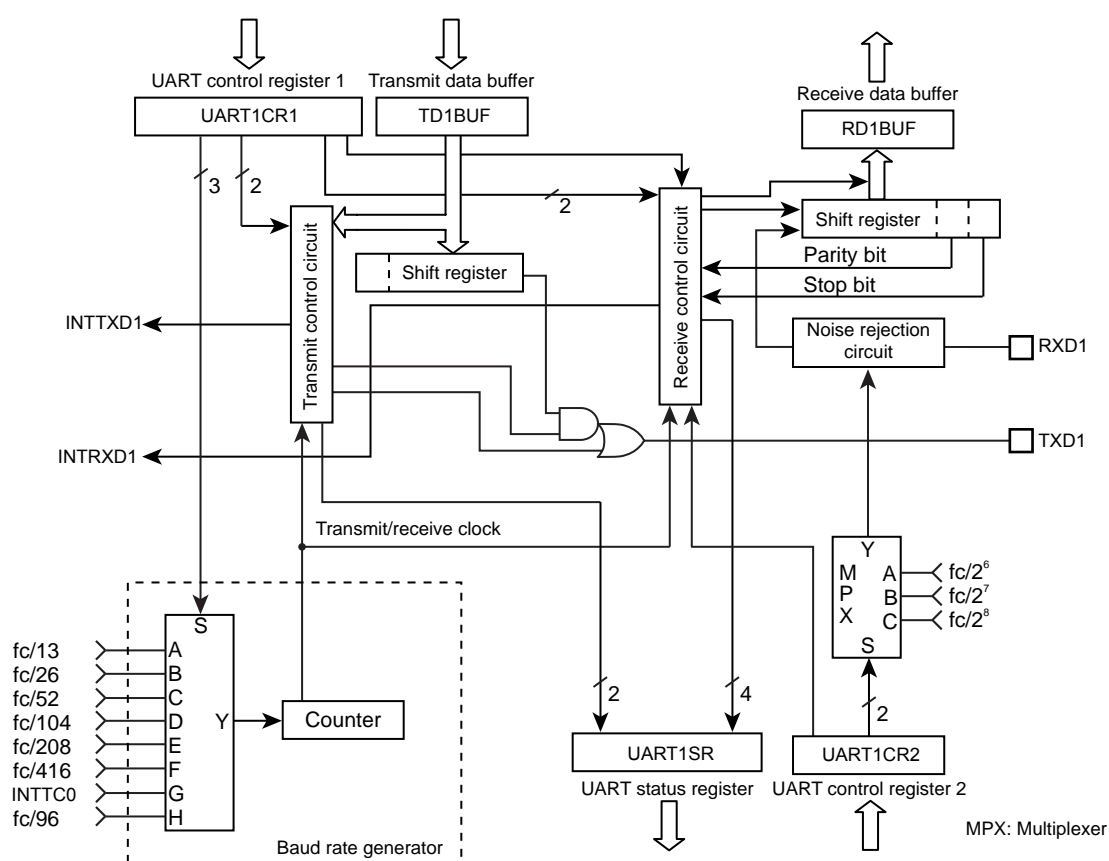 UART control register 1
Transmit data buffer
Receive data buffer
UART1CR1
TD1BUF
RD1BUF
3
2
2
Shift register
Transmit control circuit
Shift register
Receive control circuit
Parity bit
Stop bit
INTTXD1
Noise rejection
circuit
RXD1
INTRXD1
TXD1
Transmit/receive clock
Y
M
P
X
A
B
C
S
fc/2⁶
fc/2⁷
fc/2⁸
S
fc/13
fc/26
fc/52
fc/104
fc/208
fc/416
INTTC0
fc/96
A
B
C
D
E
F
G
H
Y
Counter
2
4
2
UART1SR
UART1CR2
UART status register
UART control register 2
MPX: Multiplexer
Baud rate generator